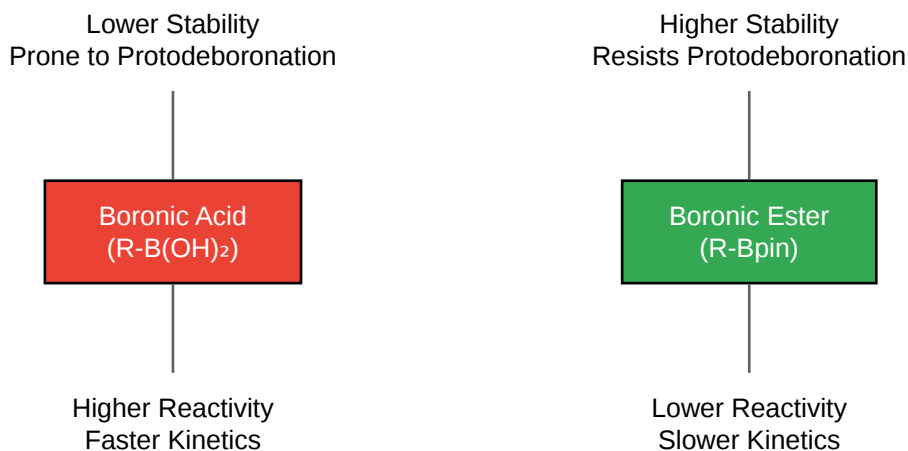 Lower Stability
Prone to Protodeboronation
Boronic Acid
(R-B(OH)₂)
Higher Reactivity
Faster Kinetics
Higher Stability
Resists Protodeboronation
Boronic Ester
(R-Bpin)
Lower Reactivity
Slower Kinetics